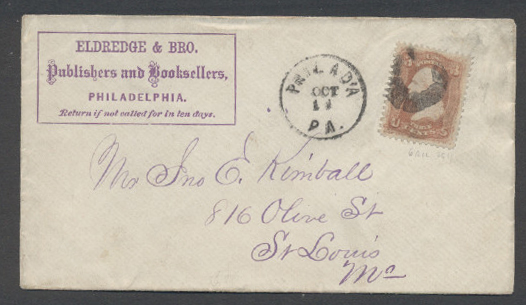 ELDREDGE & BRO.
Publishers and Booksellers,
PHILADELPHIA.
Return if not called for in ten days.
PHILAD'A
OCT
11
PA.
Mr Jno E. Kimball
816 Olive St
St Louis
Mo